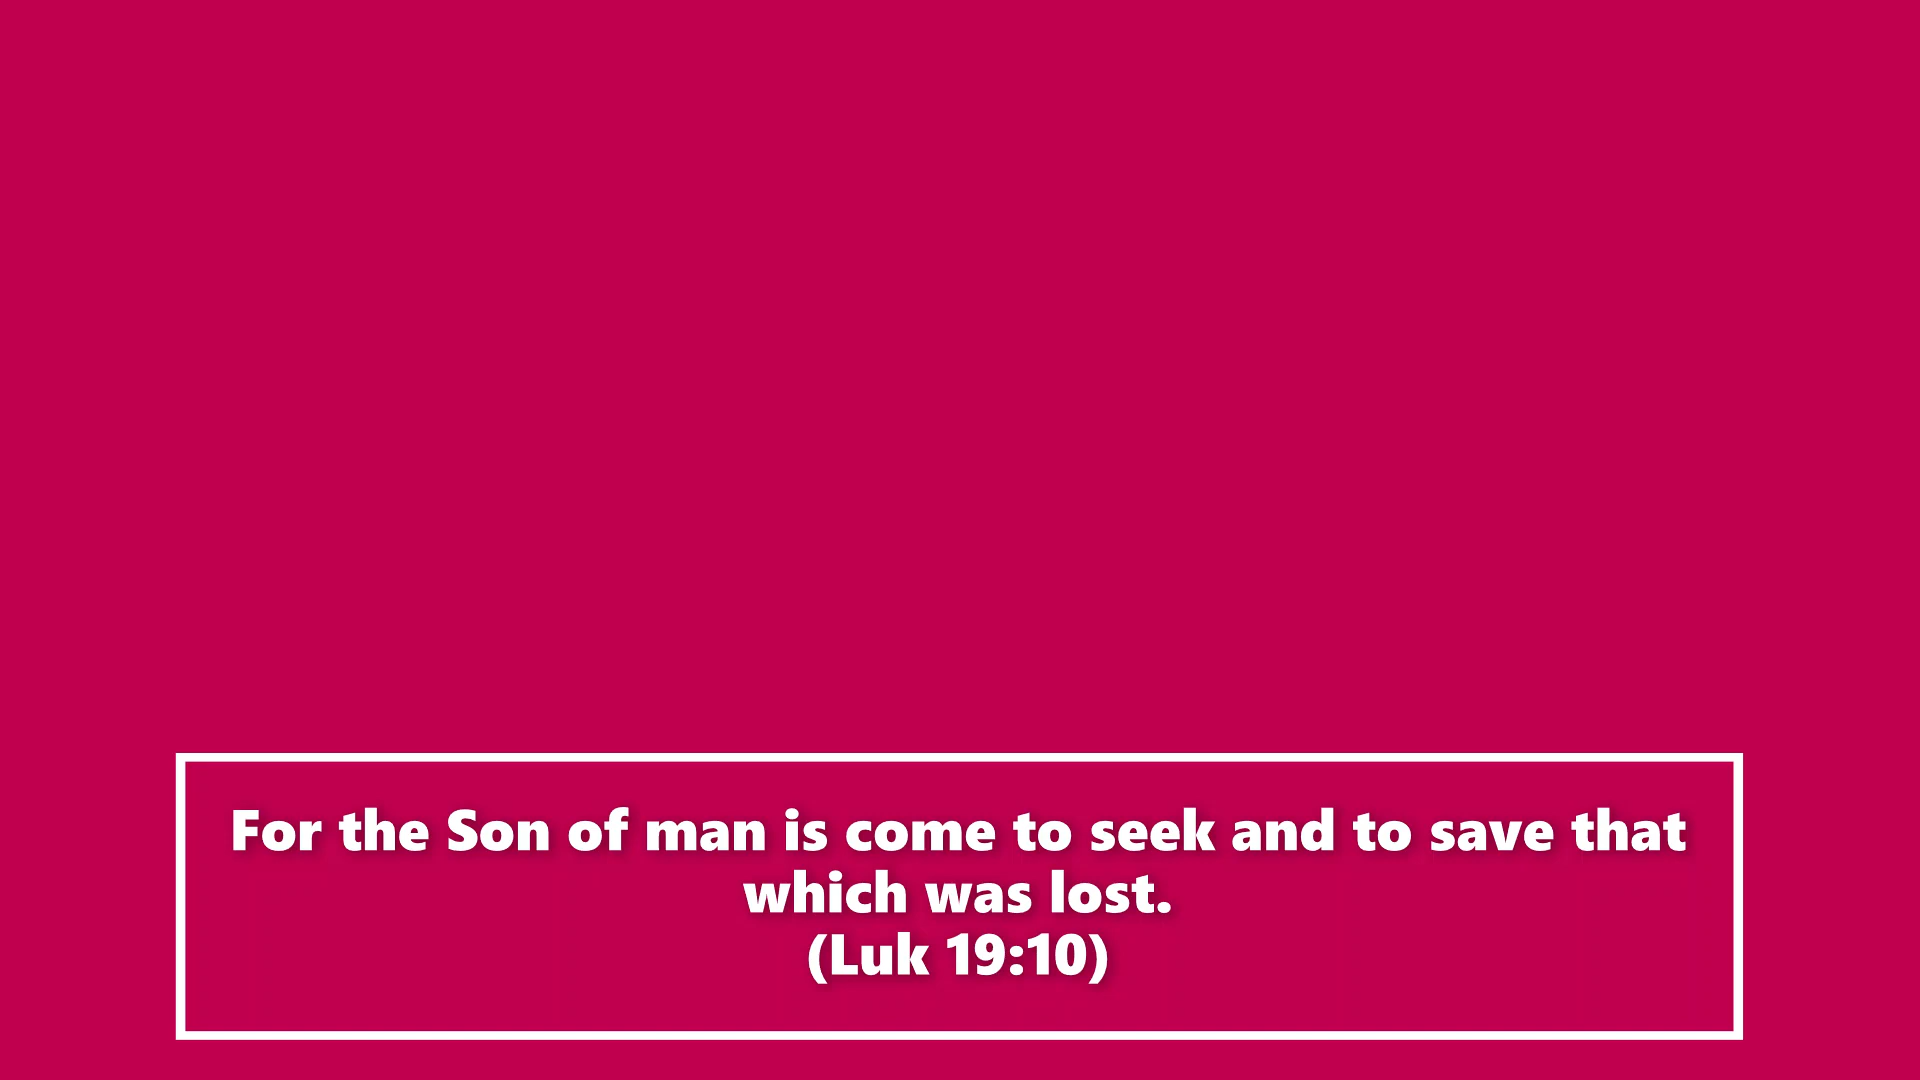 For the Son of man is come to seek and to save that
which was lost.
(Luk 19:10)